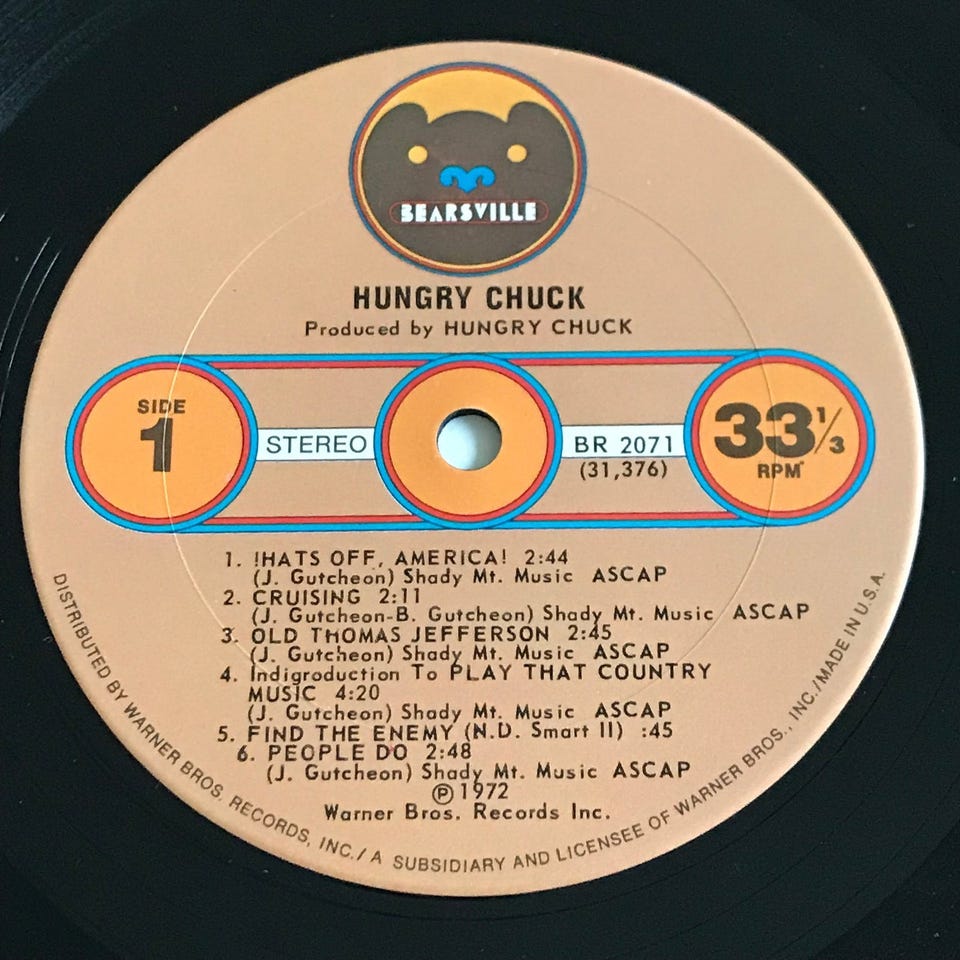 BEARSVILLE
HUNGRY CHUCK
Produced by HUNGRY CHUCK
SIDE
1
STEREO
BR 2071
(31,376)
33 1/3
RPM
1. !HATS OFF, AMERICA! 2:44
(J. Gutcheon) Shady Mt. Music ASCAP
2. CRUISING 2:11
(J. Gutcheon-B. Gutcheon) Shady Mt. Music ASCAP
3. OLD THOMAS JEFFERSON 2:45
(J. Gutcheon) Shady Mt. Music ASCAP
4. Indigroduction To PLAY THAT COUNTRY
MUSIC 4:20
(J. Gutcheon) Shady Mt. Music ASCAP
5. FIND THE ENEMY (N.D. Smart II) :45
6. PEOPLE DO 2:48
(J. Gutcheon) Shady Mt. Music ASCAP
℗ 1972
Warner Bros. Records Inc.
DISTRIBUTED BY WARNER BROS. RECORDS, INC./A SUBSIDIARY AND LICENSEE OF WARNER BROS., INC./MADE IN U.S.A.